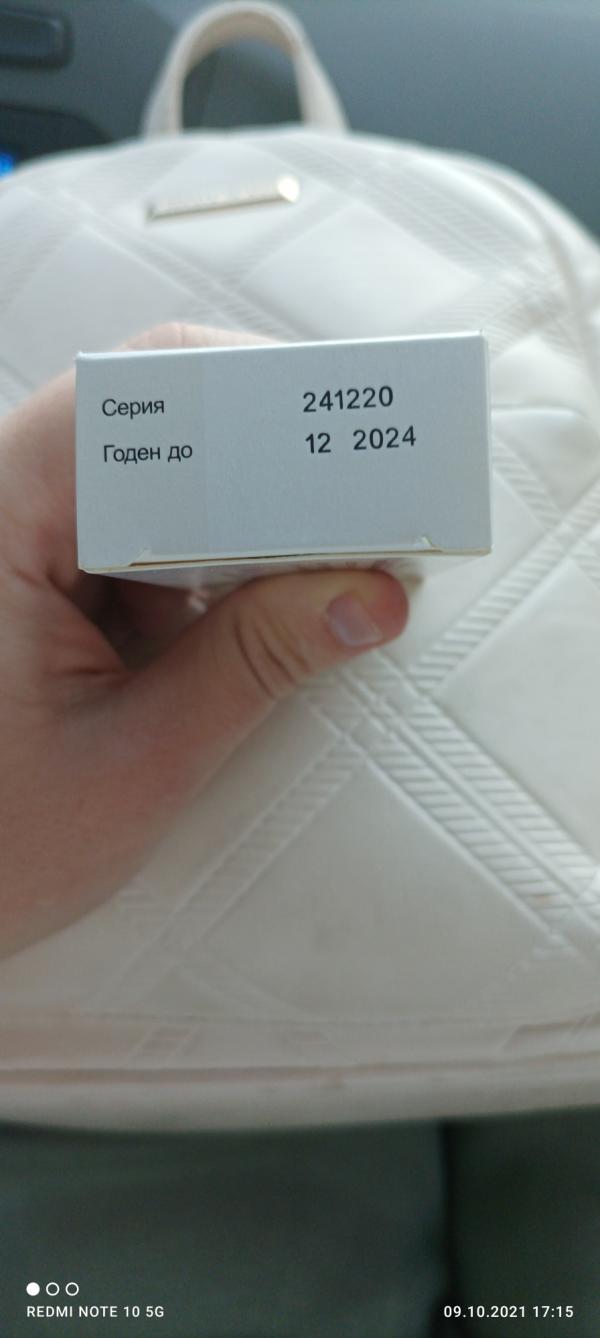 Серия 241220
Годен до 12 2024
REDMI NOTE 10 5G 09.10.2021 17:15